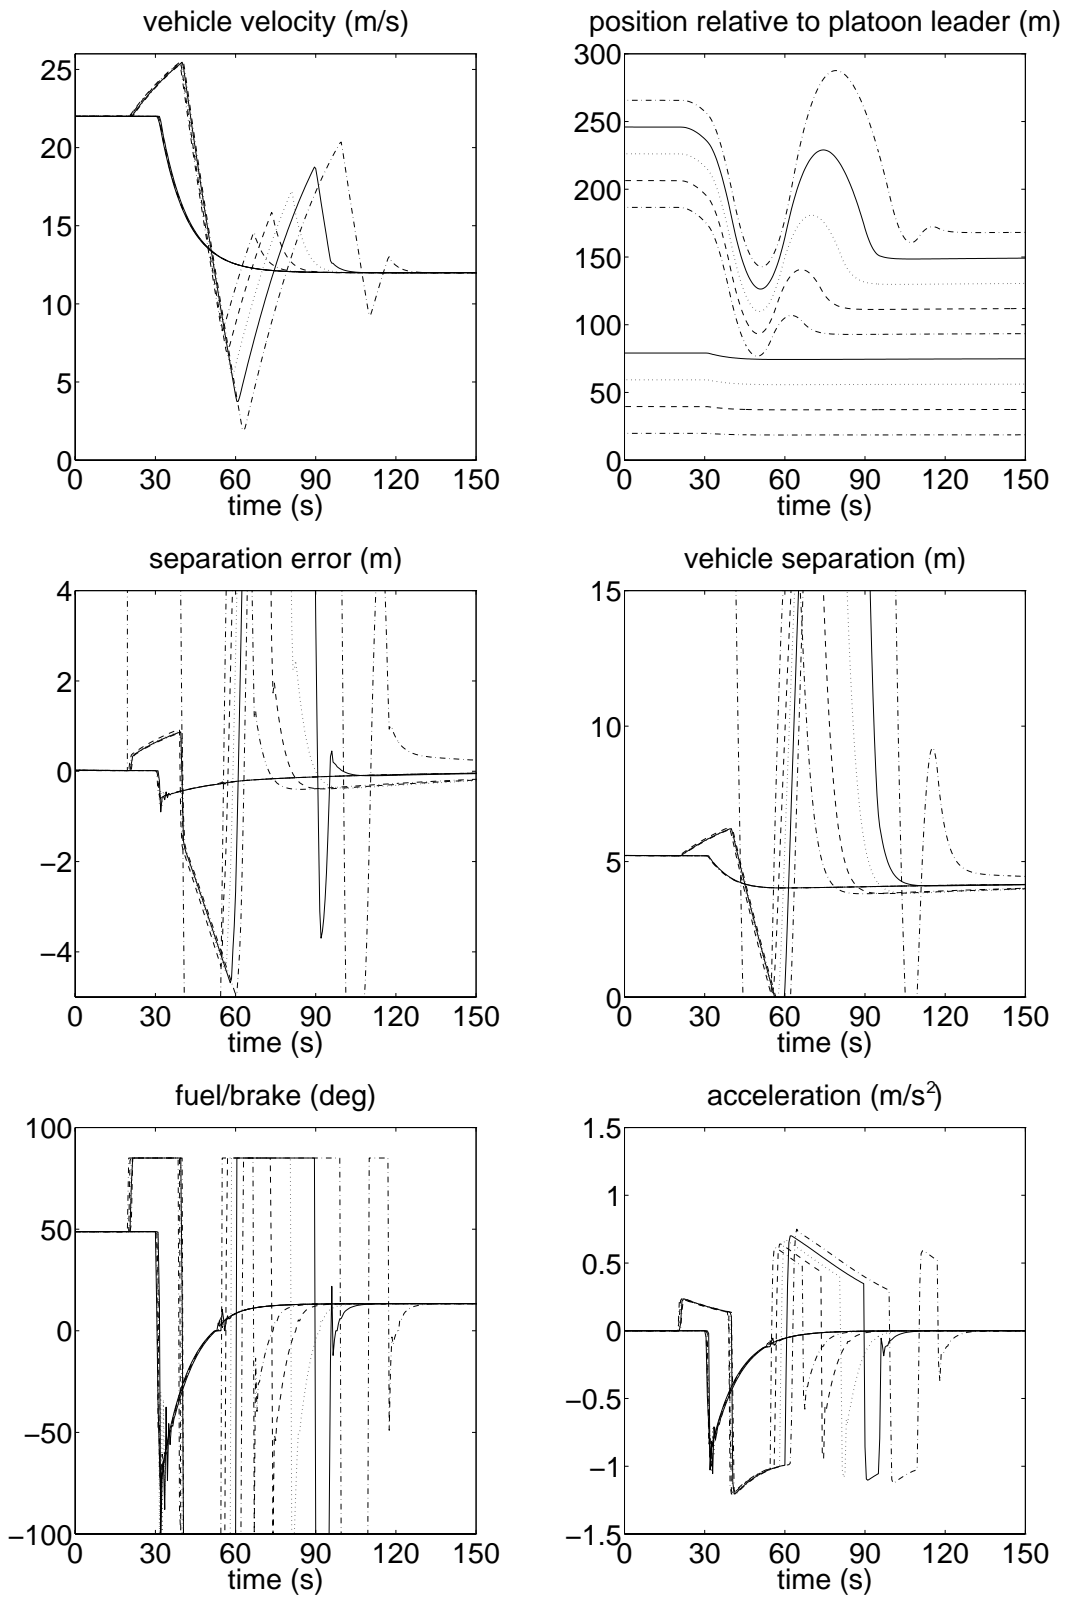 vehicle velocity (m/s)
25
20
15
10
5
0
0 30 60 90 120 150
time (s)
position relative to platoon leader (m)
300
250
200
150
100
50
0
0 30 60 90 120 150
time (s)
separation error (m)
4
2
0
−2
−4
0 30 60 90 120 150
time (s)
vehicle separation (m)
15
10
5
0
0 30 60 90 120 150
time (s)
fuel/brake (deg)
100
50
0
−50
−100
0 30 60 90 120 150
time (s)
acceleration (m/s²)
1.5
1
0.5
0
−0.5
−1
−1.5
0 30 60 90 120 150
time (s)